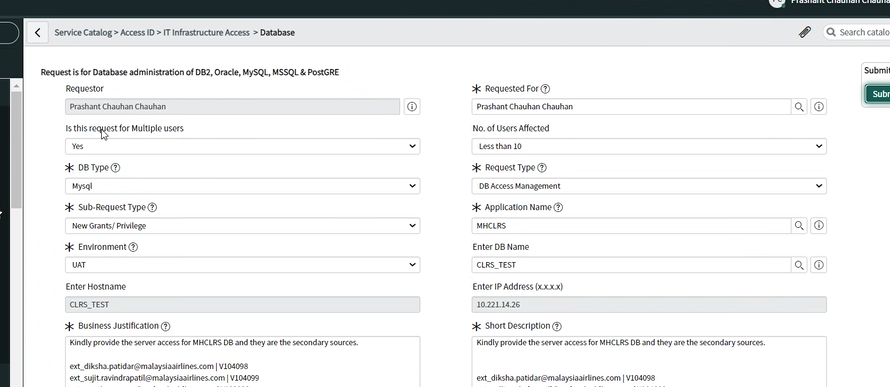 Prashant Chauhan Chauhan
Service Catalog > Access ID > IT Infrastructure Access > Database
Search catalo
Submit
Subm
Request is for Database administration of DB2, Oracle, MySQL, MSSQL & PostGRE
Requestor
Prashant Chauhan Chauhan
Requested For
Prashant Chauhan Chauhan
Is this request for Multiple users
Yes
No. of Users Affected
Less than 10
DB Type
Mysql
Request Type
DB Access Management
Sub-Request Type
New Grants/ Privilege
Application Name
MHCLRS
Environment
UAT
Enter DB Name
CLRS_TEST
Enter Hostname
CLRS_TEST
Enter IP Address (x.x.x.x)
10.221.14.26
Business Justification
Kindly provide the server access for MHCLRS DB and they are the secondary sources.
ext_diksha.patidar@malaysiaairlines.com | V104098
ext_sujit.ravindrapatil@malaysiaairlines.com | V104099
Short Description
Kindly provide the server access for MHCLRS DB and they are the secondary sources.
ext_diksha.patidar@malaysiaairlines.com | V104098